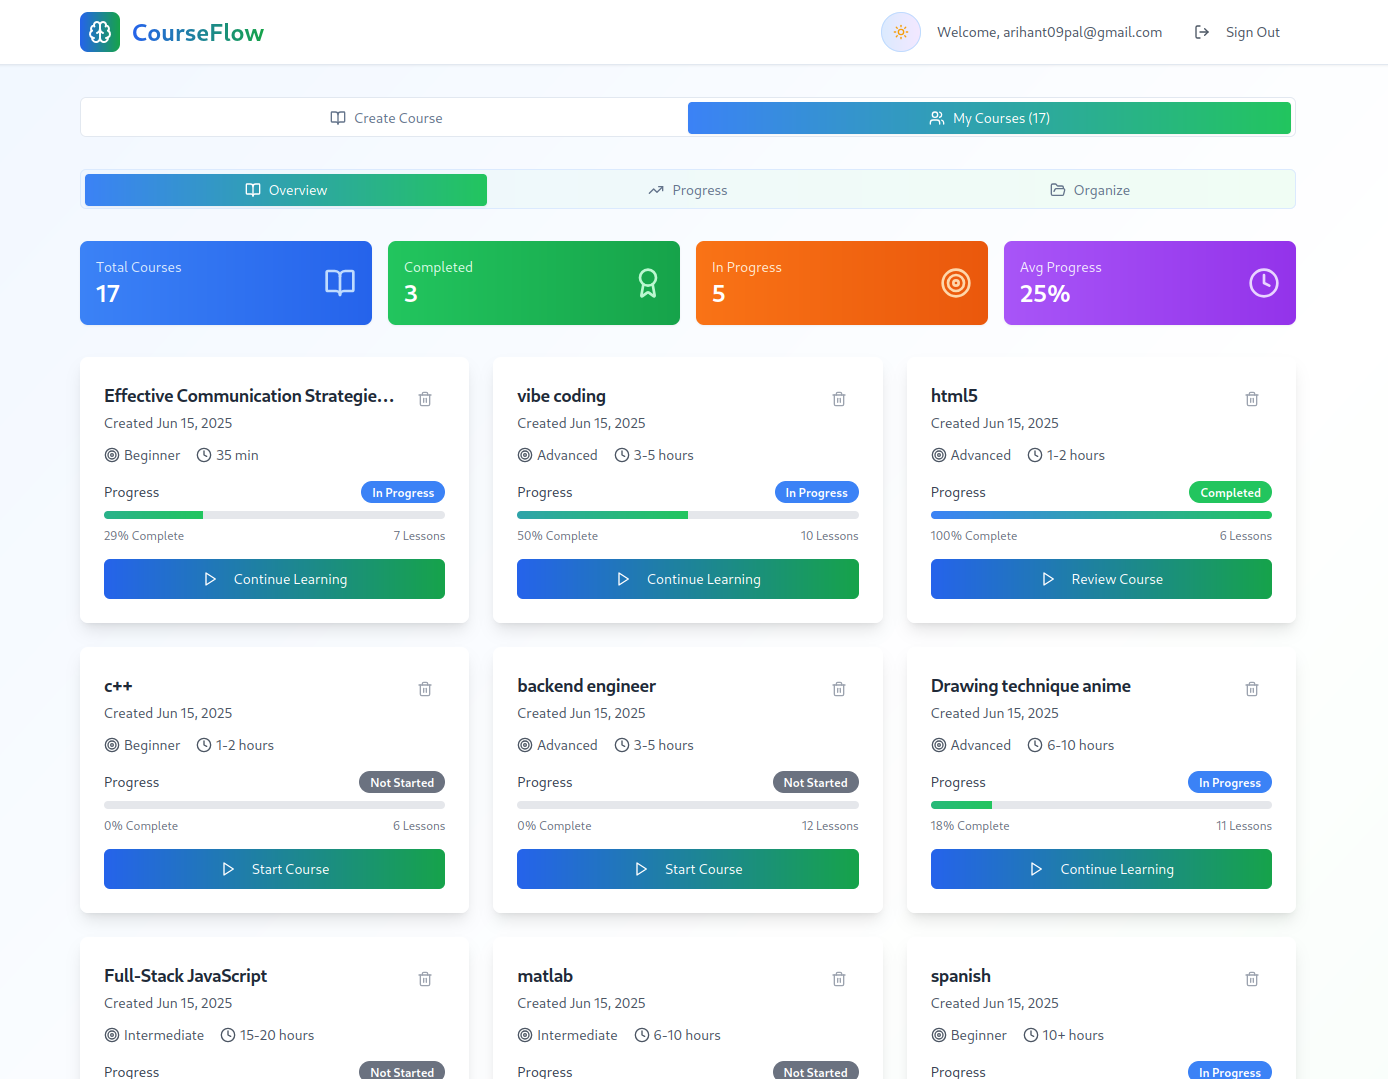 CourseFlow
Welcome, arihant09pal@gmail.com
Sign Out
Create Course
My Courses (17)
Overview
Progress
Organize
Total Courses
17
Completed
3
In Progress
5
Avg Progress
25%
Effective Communication Strategie...
Created Jun 15, 2025
Beginner 35 min
Progress In Progress
29% Complete 7 Lessons
Continue Learning
vibe coding
Created Jun 15, 2025
Advanced 3-5 hours
Progress In Progress
50% Complete 10 Lessons
Continue Learning
html5
Created Jun 15, 2025
Advanced 1-2 hours
Progress Completed
100% Complete 6 Lessons
Review Course
c++
Created Jun 15, 2025
Beginner 1-2 hours
Progress Not Started
0% Complete 6 Lessons
Start Course
backend engineer
Created Jun 15, 2025
Advanced 3-5 hours
Progress Not Started
0% Complete 12 Lessons
Start Course
Drawing technique anime
Created Jun 15, 2025
Advanced 6-10 hours
Progress In Progress
18% Complete 11 Lessons
Continue Learning
Full-Stack JavaScript
Created Jun 15, 2025
Intermediate 15-20 hours
Progress Not Started
matlab
Created Jun 15, 2025
Intermediate 6-10 hours
Progress Not Started
spanish
Created Jun 15, 2025
Beginner 10+ hours
Progress In Progress